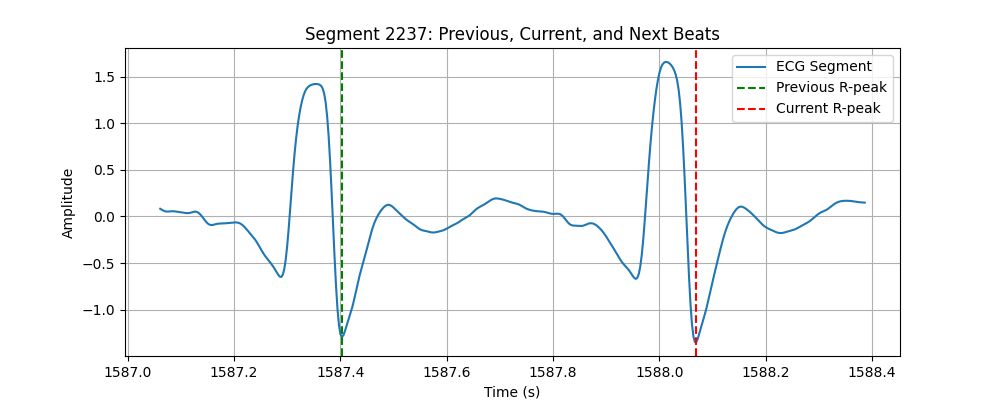 Segment 2237: Previous, Current, and Next Beats
ECG Segment
Previous R-peak
Current R-peak
Amplitude
1.5
1.0
0.5
0.0
−0.5
−1.0
1587.0 1587.2 1587.4 1587.6 1587.8 1588.0 1588.2 1588.4
Time (s)